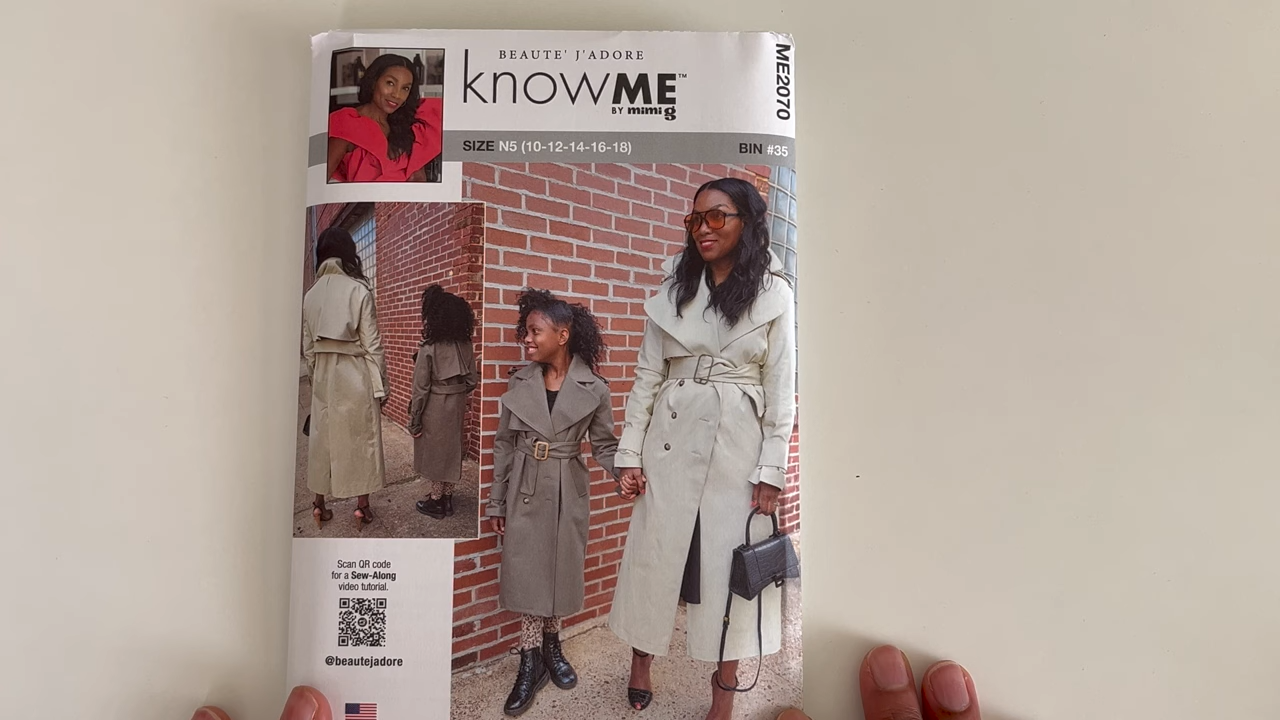 BEAUTE' J'ADORE
knowME™
BY mimi g
ME2070
SIZE N5 (10-12-14-16-18)
BIN #35
Scan QR code
for a Sew-Along
video tutorial.
@beautejadore